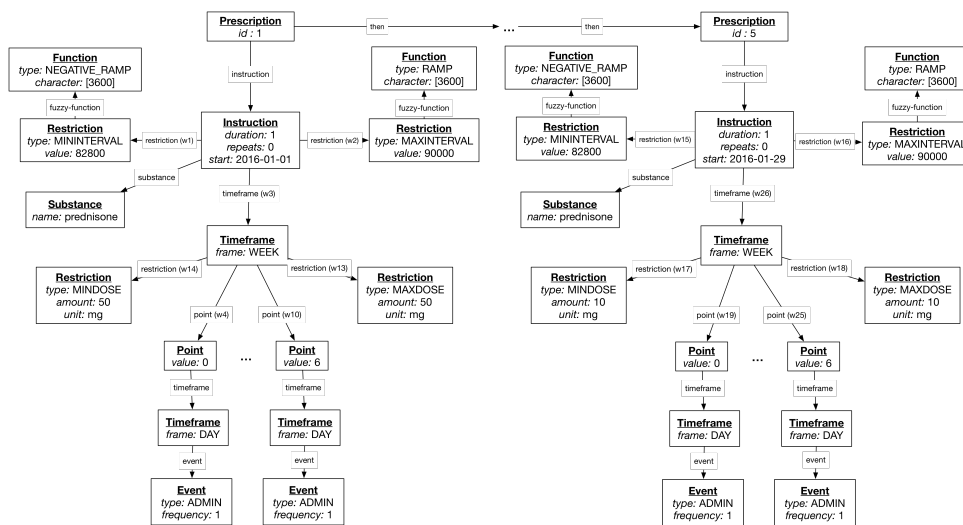 Prescription
id : 1
then
...
then
Prescription
id : 5
Function
type: NEGATIVE_RAMP
character: [3600]
instruction
Function
type: RAMP
character: [3600]
Function
type: NEGATIVE_RAMP
character: [3600]
instruction
Function
type: RAMP
character: [3600]
fuzzy-function
fuzzy-function
fuzzy-function
fuzzy-function
Restriction
type: MININTERVAL
value: 82800
restriction (w1)
Instruction
duration: 1
repeats: 0
start: 2016-01-01
restriction (w2)
Restriction
type: MAXINTERVAL
value: 90000
Restriction
type: MININTERVAL
value: 82800
restriction (w15)
Instruction
duration: 1
repeats: 0
start: 2016-01-29
restriction (w16)
Restriction
type: MAXINTERVAL
value: 90000
substance
timeframe (w3)
substance
timeframe (w26)
Substance
name: prednisone
Substance
name: prednisone
Timeframe
frame: WEEK
Timeframe
frame: WEEK
restriction (w14)
restriction (w13)
restriction (w17)
restriction (w18)
Restriction
type: MINDOSE
amount: 50
unit: mg
Restriction
type: MAXDOSE
amount: 50
unit: mg
Restriction
type: MINDOSE
amount: 10
unit: mg
Restriction
type: MAXDOSE
amount: 10
unit: mg
point (w4)
point (w10)
point (w19)
point (w25)
Point
value: 0
...
Point
value: 6
Point
value: 0
...
Point
value: 6
timeframe
timeframe
timeframe
timeframe
Timeframe
frame: DAY
Timeframe
frame: DAY
Timeframe
frame: DAY
Timeframe
frame: DAY
event
event
event
event
Event
type: ADMIN
frequency: 1
Event
type: ADMIN
frequency: 1
Event
type: ADMIN
frequency: 1
Event
type: ADMIN
frequency: 1